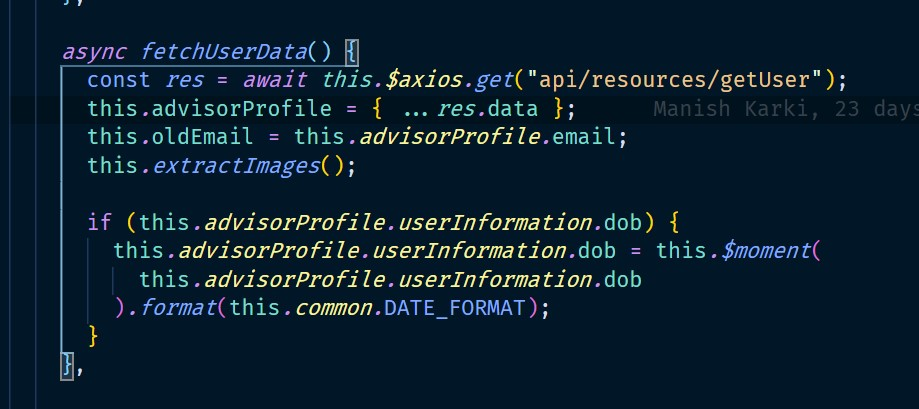 },
async fetchUserData() {
const res = await this.$axios.get("api/resources/getUser");
this.advisorProfile = { ...res.data }; Manish Karki, 23 days
this.oldEmail = this.advisorProfile.email;
this.extractImages();
if (this.advisorProfile.userInformation.dob) {
this.advisorProfile.userInformation.dob = this.$moment(
this.advisorProfile.userInformation.dob
).format(this.common.DATE_FORMAT);
}
},